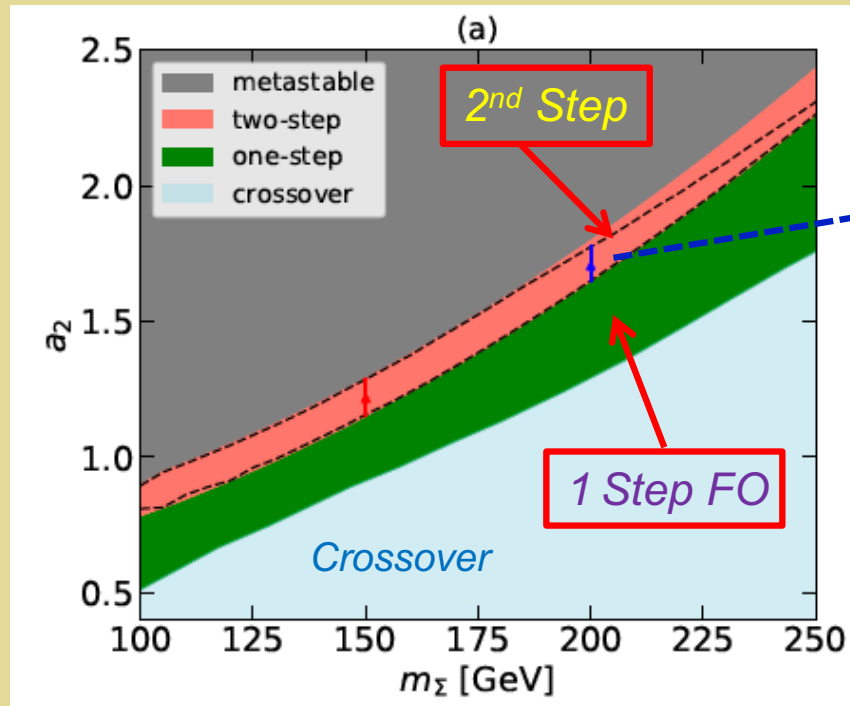 (a)
2.5
2.0
1.5
1.0
0.5
a₂
metastable
two-step
one-step
crossover
2nd Step
1 Step FO
Crossover
100 125 150 175 200 225 250
mΣ [GeV]